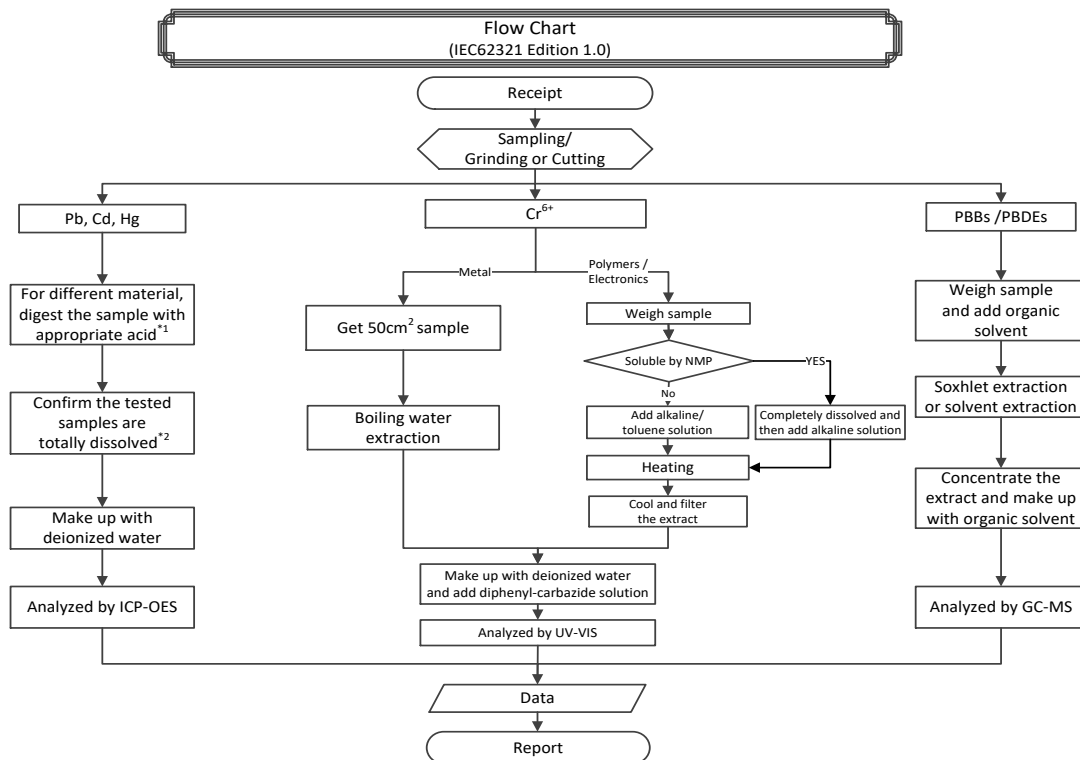 Flow Chart
(IEC62321 Edition 1.0)
Receipt
Sampling/
Grinding or Cutting
Pb, Cd, Hg
For different material,
digest the sample with
appropriate acid*1
Confirm the tested
samples are
totally dissolved*2
Make up with
deionized water
Analyzed by ICP-OES
Cr6+
Metal
Get 50cm2 sample
Boiling water
extraction
Polymers /
Electronics
Weigh sample
Soluble by NMP
YES
No
Add alkaline/
toluene solution
Completely dissolved and
then add alkaline solution
Heating
Cool and filter
the extract
Make up with deionized water
and add diphenyl-carbazide solution
Analyzed by UV-VIS
PBBs /PBDEs
Weigh sample
and add organic
solvent
Soxhlet extraction
or solvent extraction
Concentrate the
extract and make up
with organic solvent
Analyzed by GC-MS
Data
Report